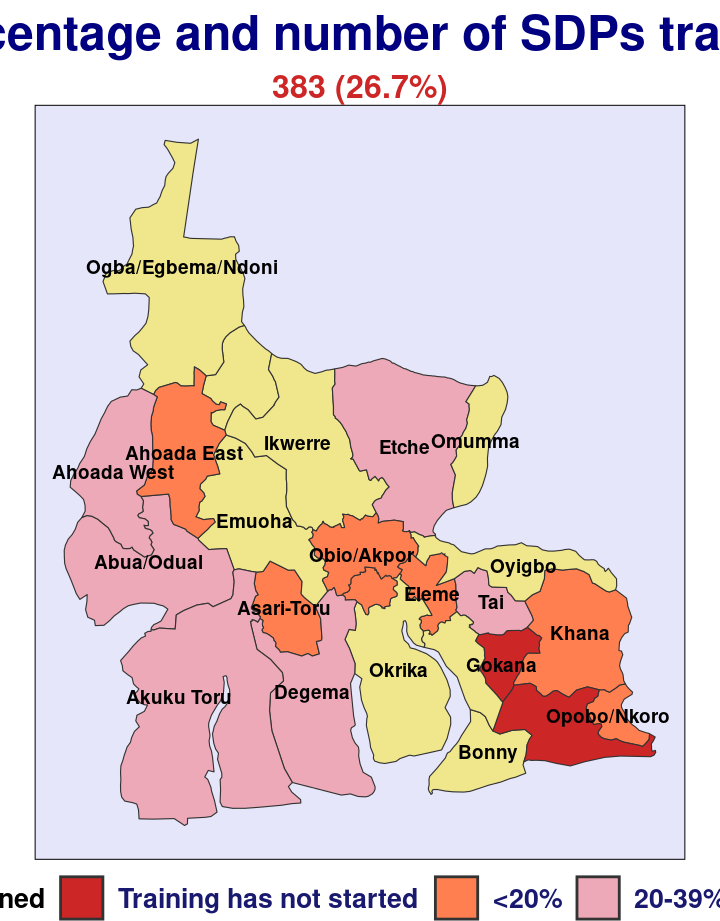 centage and number of SDPs tra
383 (26.7%)
Ogba/Egbema/Ndoni
Ikwerre
Etche
Omumma
Ahoada East
Ahoada West
Emuoha
Obio/Akpor
Abua/Odual
Oyigbo
Eleme
Tai
Asari-Toru
Khana
Gokana
Okrika
Akuku Toru
Degema
Opobo/Nkoro
Bonny
ned Training has not started <20% 20-39%